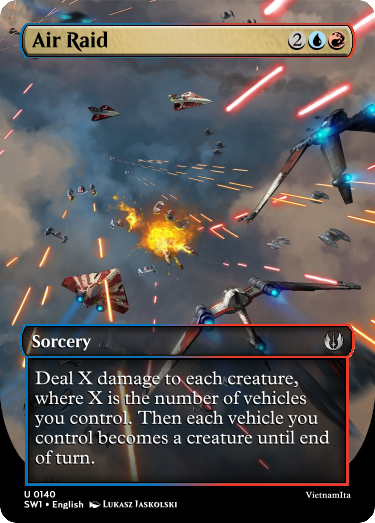 Air Raid 2
Sorcery
Deal X damage to each creature,
where X is the number of vehicles
you control. Then each vehicle you
control becomes a creature until end
of turn.
U 0140
SW1 • English Lukasz Jaskolski
VietnamIta